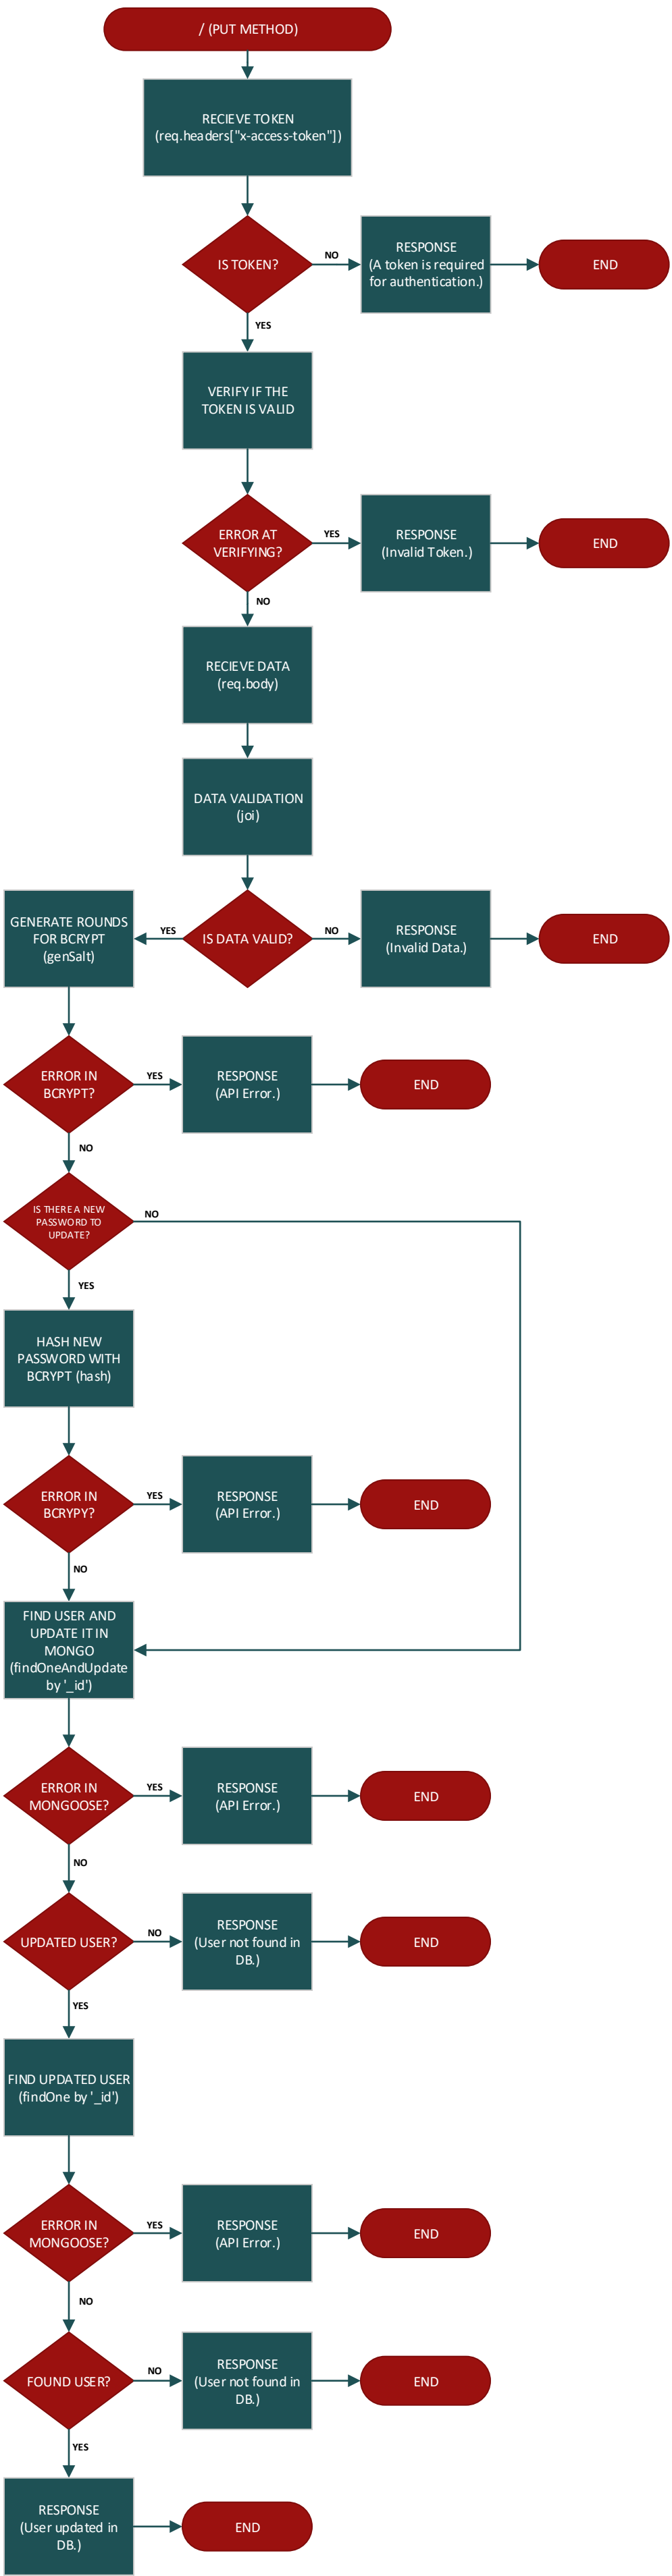 / (PUT METHOD)
RECIEVE TOKEN
(req.headers["x-access-token"])
IS TOKEN?
NO
RESPONSE
(A token is required
for authentication.)
END
YES
VERIFY IF THE
TOKEN IS VALID
ERROR AT
VERIFYING?
YES
RESPONSE
(Invalid Token.)
END
NO
RECIEVE DATA
(req.body)
DATA VALIDATION
(joi)
IS DATA VALID?
NO
RESPONSE
(Invalid Data.)
END
YES
GENERATE ROUNDS
FOR BCRYPT
(genSalt)
ERROR IN
BCRYPT?
YES
RESPONSE
(API Error.)
END
NO
IS THERE A NEW
PASSWORD TO
UPDATE?
NO
YES
HASH NEW
PASSWORD WITH
BCRYPT (hash)
ERROR IN
BCRYPY?
YES
RESPONSE
(API Error.)
END
NO
FIND USER AND
UPDATE IT IN
MONGO
(findOneAndUpdate
by '_id')
ERROR IN
MONGOOSE?
YES
RESPONSE
(API Error.)
END
NO
UPDATED USER?
NO
RESPONSE
(User not found in
DB.)
END
YES
FIND UPDATED USER
(findOne by '_id')
ERROR IN
MONGOOSE?
YES
RESPONSE
(API Error.)
END
NO
FOUND USER?
NO
RESPONSE
(User not found in
DB.)
END
YES
RESPONSE
(User updated in
DB.)
END